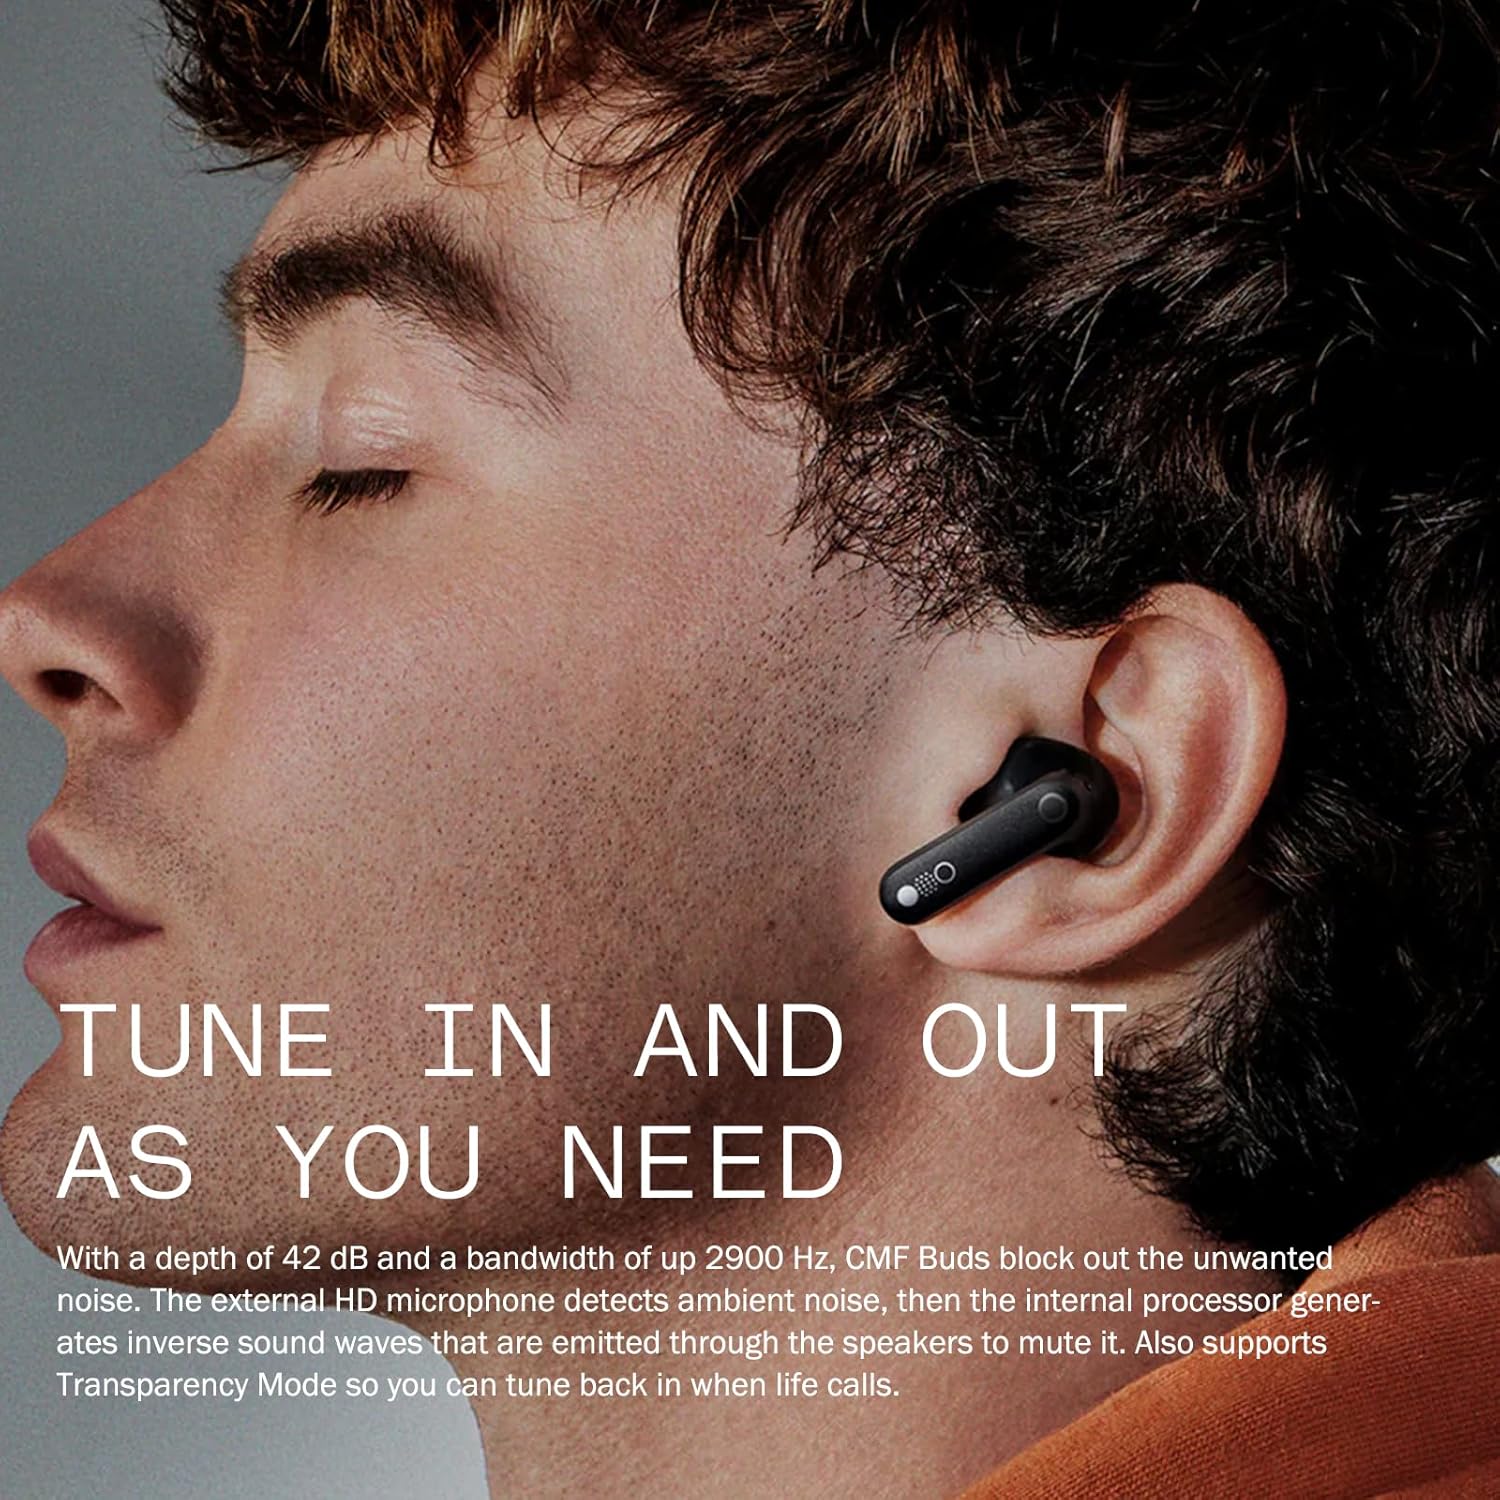 TUNE IN AND OUT
AS YOU NEED
With a depth of 42 dB and a bandwidth of up 2900 Hz, CMF Buds block out the unwanted
noise. The external HD microphone detects ambient noise, then the internal processor gener-
ates inverse sound waves that are emitted through the speakers to mute it. Also supports
Transparency Mode so you can tune back in when life calls.